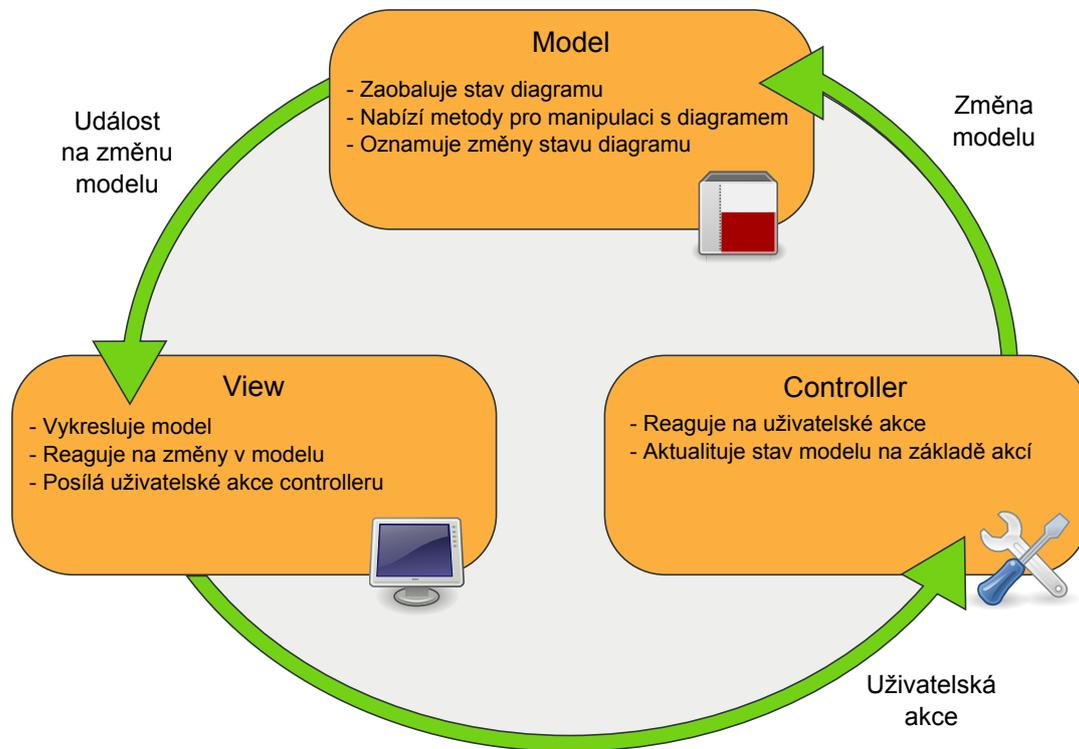 Model
- Zaobaluje stav diagramu
- Nabízí metody pro manipulaci s diagramem
- Oznamuje změny stavu diagramu
Událost
na změnu
modelu
Změna
modelu
View
- Vykresluje model
- Reaguje na změny v modelu
- Posílá uživatelské akce controlleru
Controller
- Reaguje na uživatelské akce
- Aktualituje stav modelu na základě akcí
Uživatelská
akce